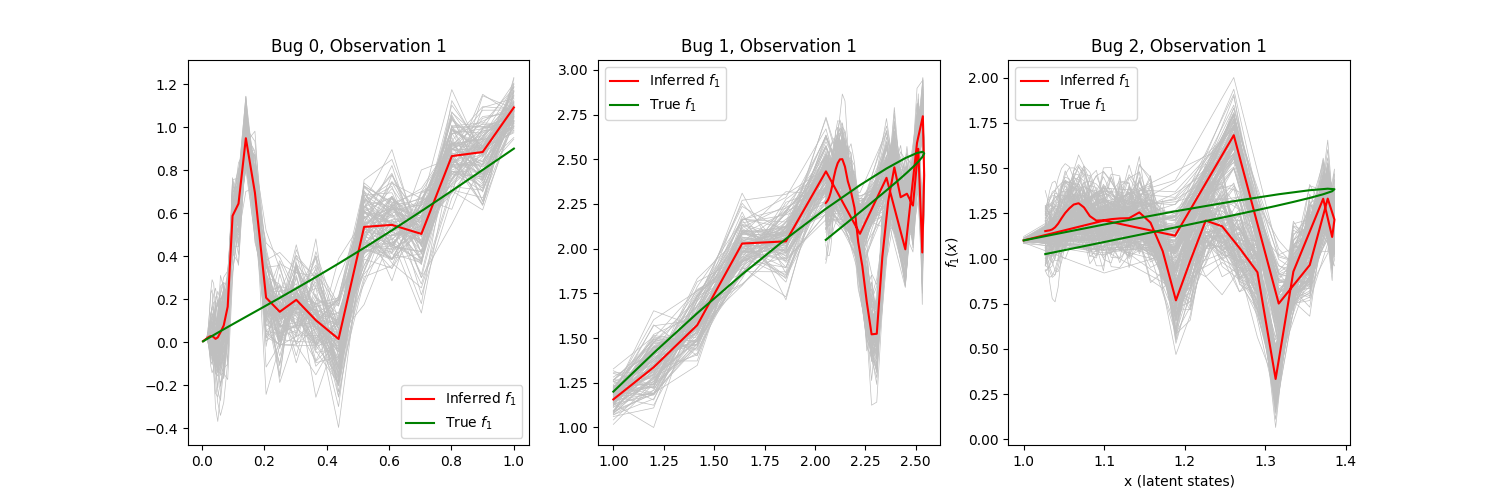 Bug 0, Observation 1
1.2
1.0
0.8
0.6
0.4
0.2
0.0
−0.2
−0.4
0.0 0.2 0.4 0.6 0.8 1.0
Inferred f₁
True f₁
Bug 1, Observation 1
3.00
2.75
2.50
2.25
2.00
1.75
1.50
1.25
1.00
1.00 1.25 1.50 1.75 2.00 2.25 2.50
Inferred f₁
True f₁
Bug 2, Observation 1
f₁(x)
2.00
1.75
1.50
1.25
1.00
0.75
0.50
0.25
0.00
1.0 1.1 1.2 1.3 1.4
x (latent states)
Inferred f₁
True f₁